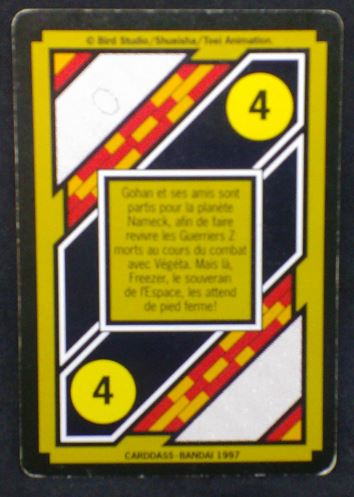 © Bird Studio/Shueisha/Toei Animation.
4
Gohan et ses amis sont
partis pour la planète
Nameck, afin de faire
revivre les Guerriers Z
morts au cours du combat
avec Végéta. Mais là,
Freezer, le souverain
de l'Espace, les attend
de pied ferme!
4
CARDDASS-BANDAI 1997